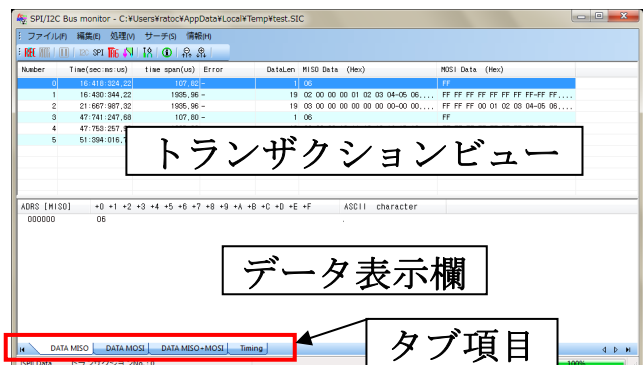 SPI/I2C Bus monitor - C:¥Users¥ratoc¥AppData¥Local¥Temp¥test.SIC
ファイル(F) 編集(E) 処理(V) サーチ(S) 情報(H)
SPI
Number Time(sec:ms:us) time span(us) Error DataLen MISO Data (Hex) MOSI Data (Hex)
0 16:418:324,22 107,62 - 1 06 FF
1 16:430:344,22 1935,96 - 19 02 00 00 00 01 02 03 04-05 06,... FF FF FF FF FF FF FF FF-FF FF,...
2 21:667:987,32 1935,96 - 19 03 00 00 00 00 00 00 00-00 00,... FF FF FF 00 01 02 03 04-05 06,...
3 47:741:247,68 107,60 - 1 06 FF
4 47:753:257,
5 51:394:016,
トランザクションビュー
ADRS [MISO] +0 +1 +2 +3 +4 +5 +6 +7 +8 +9 +A +B +C +D +E +F ASCII character
000000 06 .
データ表示欄
タブ項目
DATA MISO DATA MOSI DATA MISO+MOSI Timing
100%